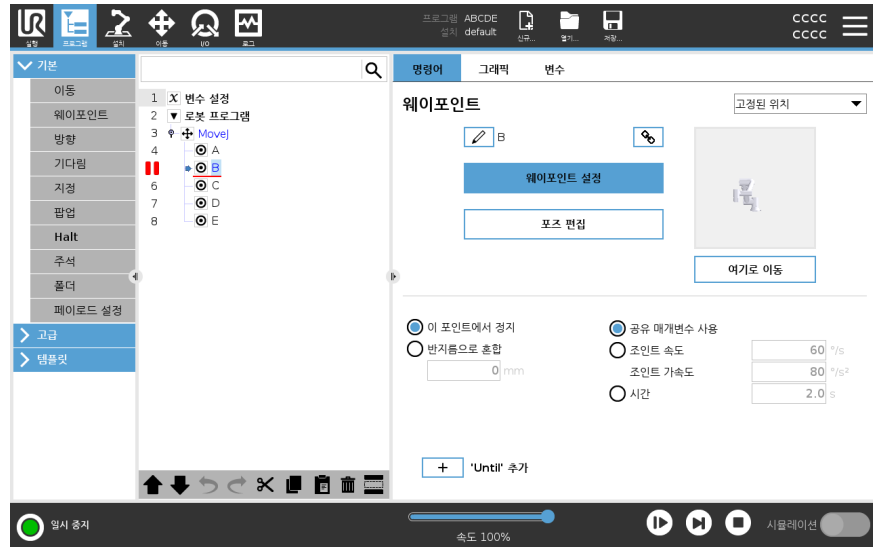 UR
실행
프로그램
설치
이동
I/O
로그
프로그램 ABCDE
설치 default
신규...
열기...
저장...
cccc
cccc
기본
이동
웨이포인트
방향
기다림
지정
팝업
Halt
주석
폴더
페이로드 설정
고급
템플릿
1 X 변수 설정
2 ▼ 로봇 프로그램
3 MoveJ
4 A
B
6 C
7 D
8 E
명령어 그래픽 변수
웨이포인트
고정된 위치
B
웨이포인트 설정
포즈 편집
여기로 이동
이 포인트에서 정지
반지름으로 혼합
0 mm
공유 매개변수 사용
조인트 속도 60 °/s
조인트 가속도 80 °/s²
시간 2.0 s
+ 'Until' 추가
일시 중지
속도 100%
시뮬레이션